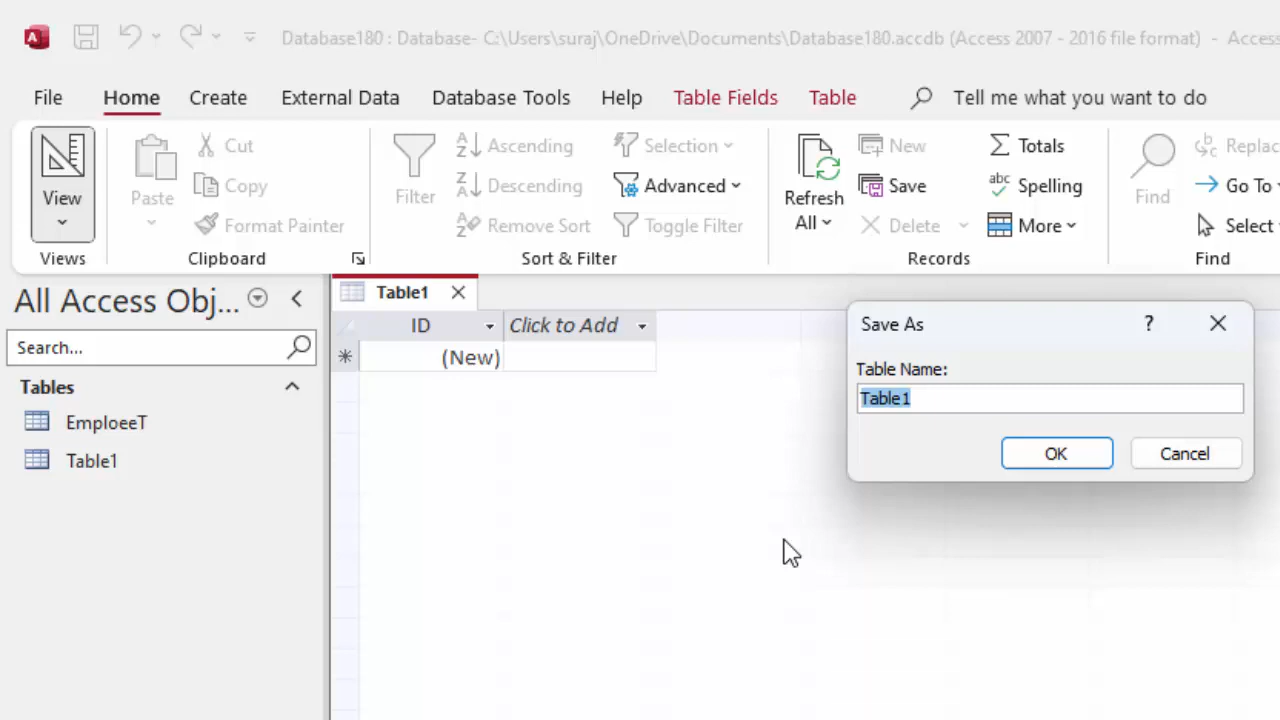 Database180 : Database- C:\Users\suraj\OneDrive\Documents\Database180.accdb (Access 2007 - 2016 file format) - Access
File Home Create External Data Database Tools Help Table Fields Table Tell me what you want to do
View
Views
Paste
Cut
Copy
Format Painter
Clipboard
Filter
Ascending
Descending
Remove Sort
Selection
Advanced
Toggle Filter
Sort & Filter
Refresh
All
New
Save
Delete
Totals
abc
Spelling
More
Records
Find
Replac
Go To
Select
Find
All Access Obj...
Search...
Tables
EmploeeT
Table1
Table1
ID Click to Add
(New)
Save As
Table Name:
Table1
OK Cancel